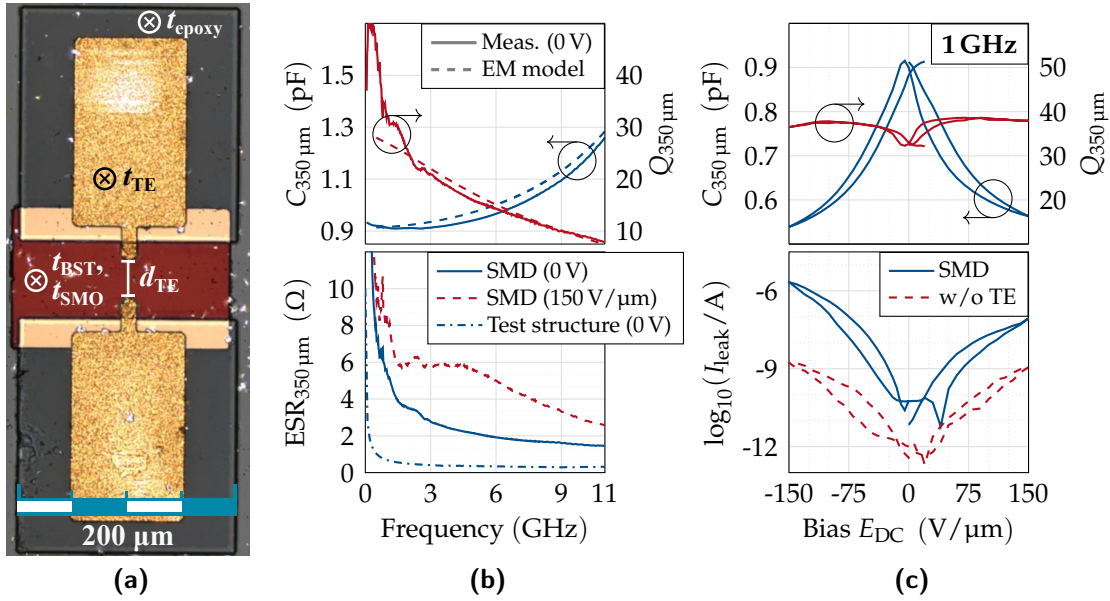 ⊗ t_epoxy
⊗ t_TE
⊗ t_BST,
t_SMO
d_TE
200 µm
(a)
C_350 µm (pF)
1.5
1.3
1.1
0.9
Meas. (0 V)
EM model
40
30
20
10
Q_350 µm
ESR_350 µm (Ω)
10
8
6
4
2
0
SMD (0 V)
SMD (150 V/µm)
Test structure (0 V)
0 3 6 9 11
Frequency (GHz)
(b)
1 GHz
C_350 µm (pF)
0.9
0.8
0.7
0.6
50
40
30
20
Q_350 µm
log10(I_leak/A)
-6
-9
-12
SMD
w/o TE
-150 -75 0 75 150
Bias E_DC (V/µm)
(c)